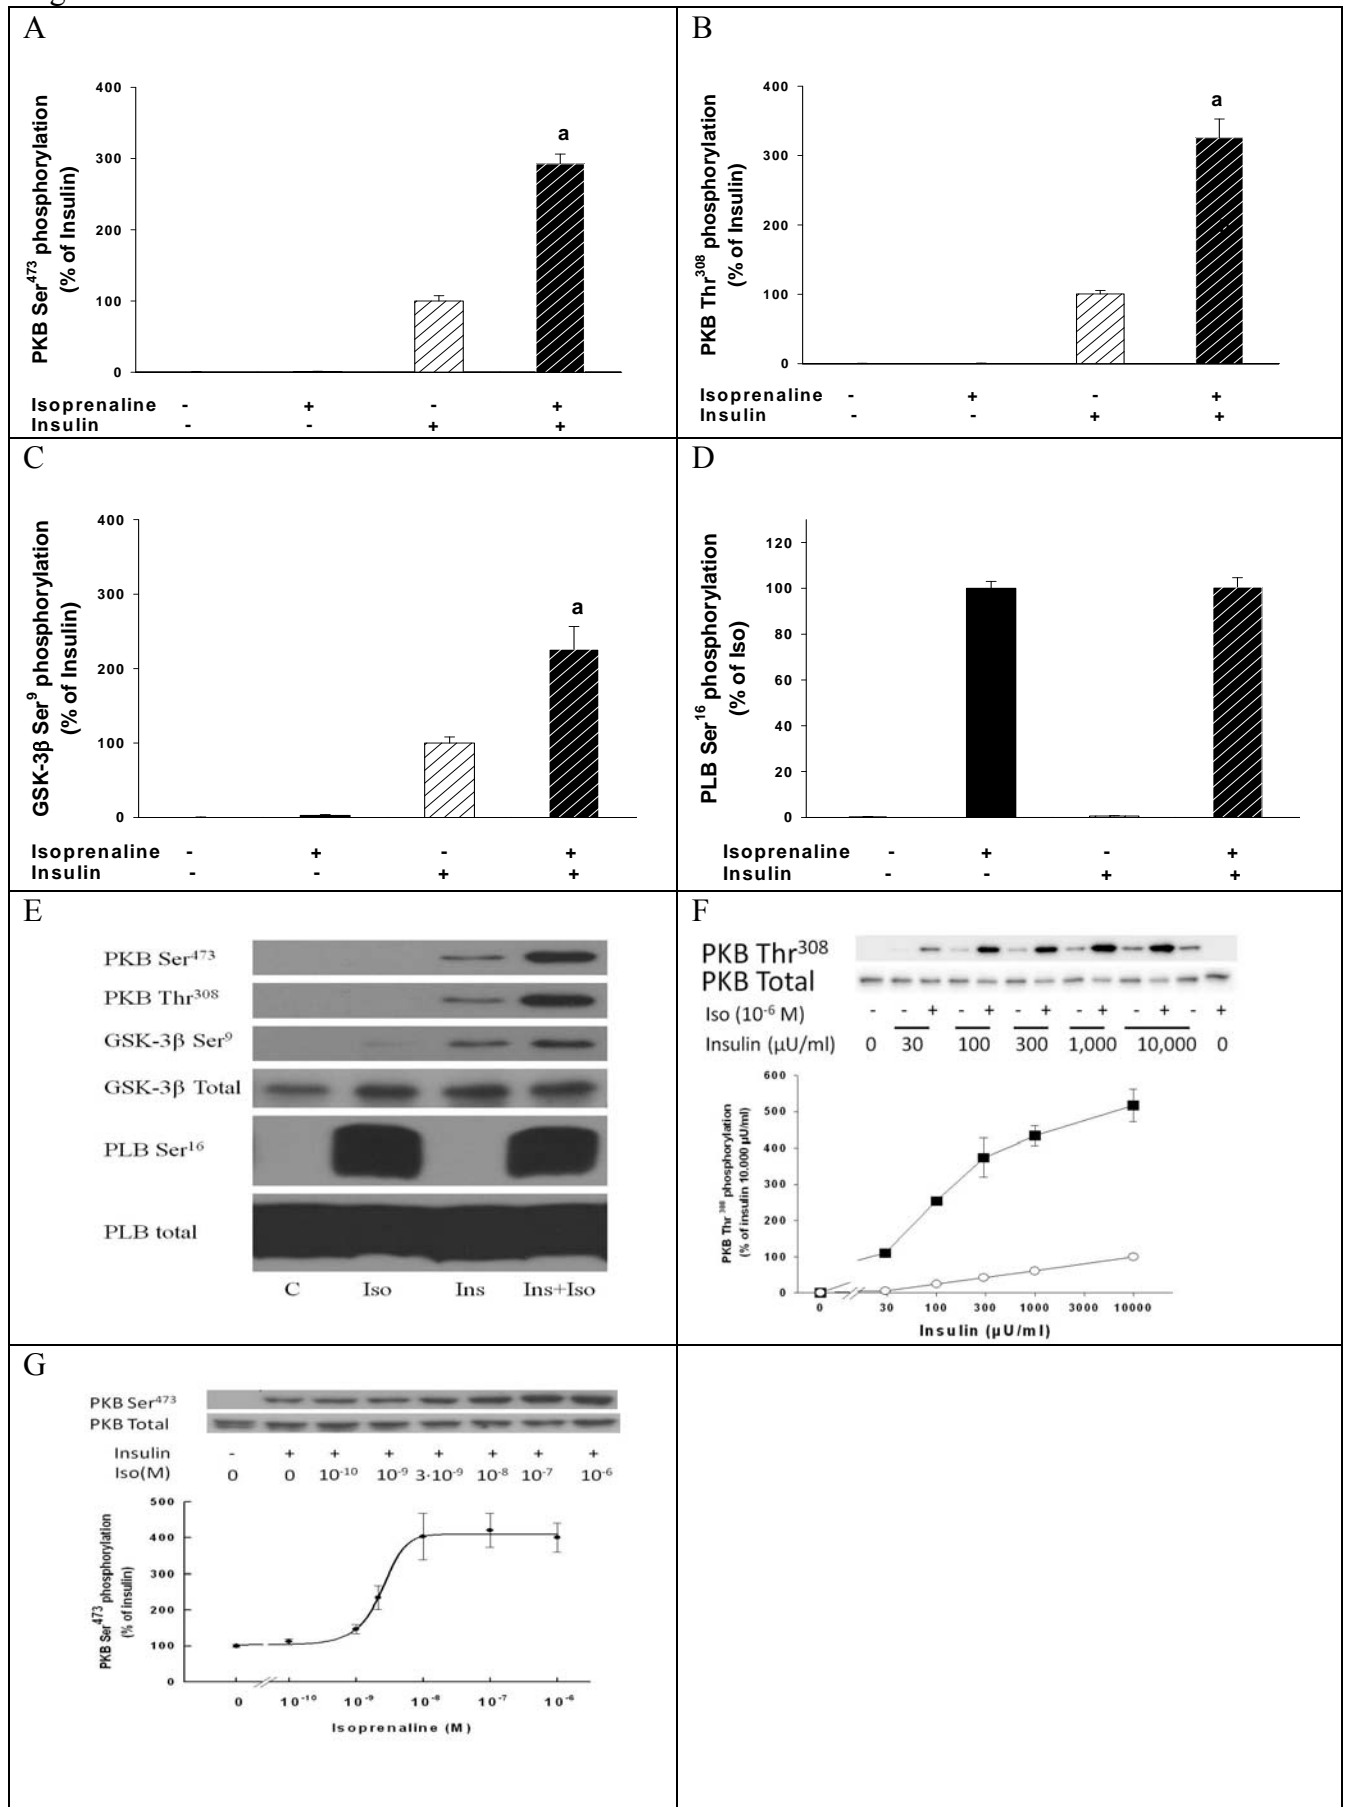 A
PKB Ser473 phosphorylation
(% of Insulin)
400
300
200
100
0
a
Isoprenaline - + - +
Insulin - - + +
B
PKB Thr308 phosphorylation
(% of Insulin)
400
300
200
100
0
a
Isoprenaline - + - +
Insulin - - + +
C
GSK-3β Ser9 phosphorylation
(% of Insulin)
400
300
200
100
0
a
Isoprenaline - + - +
Insulin - - + +
D
PLB Ser16 phosphorylation
(% of Iso)
120
100
80
60
40
20
0
Isoprenaline - + - +
Insulin - - + +
E
PKB Ser473
PKB Thr308
GSK-3β Ser9
GSK-3β Total
PLB Ser16
PLB total
C Iso Ins Ins+Iso
F
PKB Thr308
PKB Total
Iso (10-6 M) - - + - + - + - + - + - +
Insulin (μU/ml) 0 30 100 300 1,000 10,000 0
PKB Thr 308 phosphorylation
(% of insulin 10.000 μU/ml)
600
500
400
300
200
100
0
0 30 100 300 1000 3000 10000
Insulin (μU/ml)
G
PKB Ser473
PKB Total
Insulin - + + + + + + +
Iso(M) 0 0 10-10 10-9 3·10-9 10-8 10-7 10-6
PKB Ser473 phosphorylation
(% of insulin)
500
400
300
200
100
0
0 10-10 10-9 10-8 10-7 10-6
Isoprenaline (M)